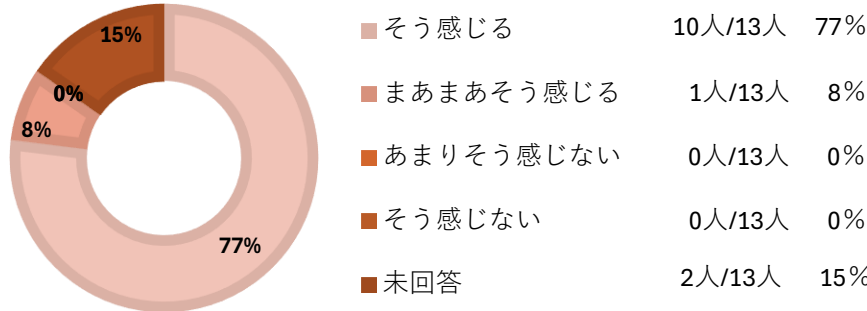 15%
0%
8%
77%
そう感じる 10人/13人 77%
まあまあそう感じる 1人/13人 8%
あまりそう感じない 0人/13人 0%
そう感じない 0人/13人 0%
未回答 2人/13人 15%